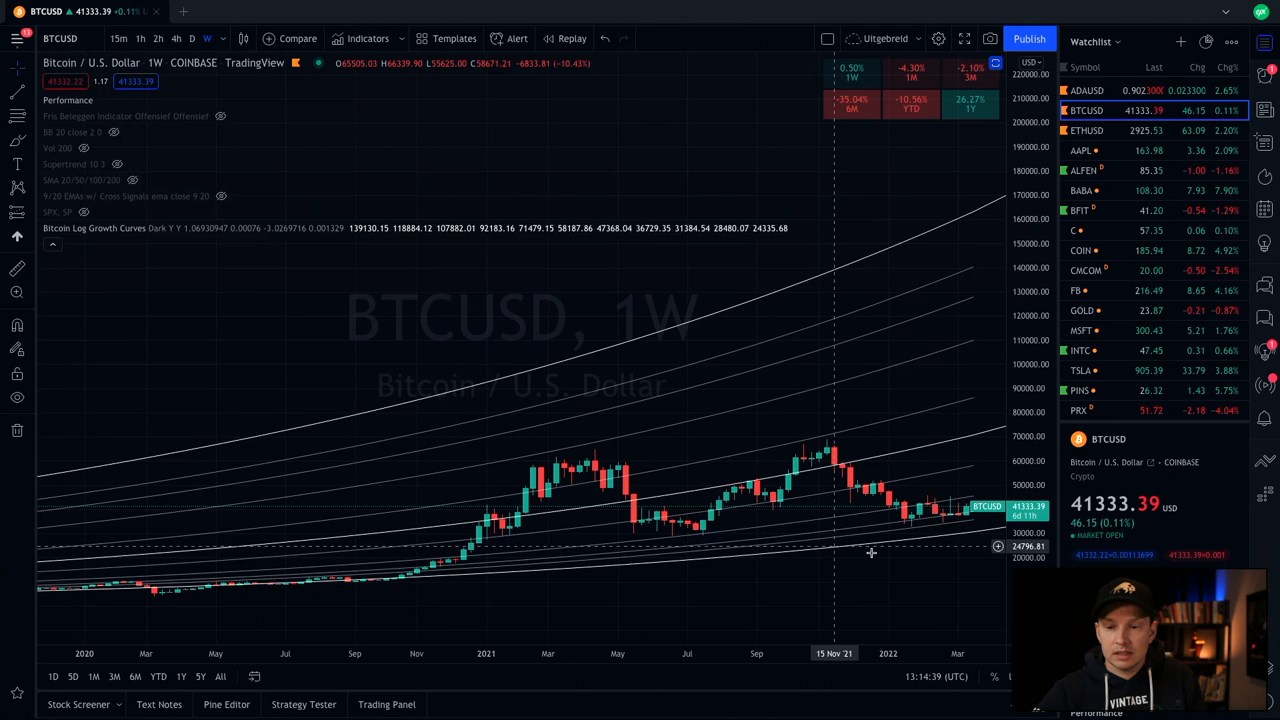 BTCUSD ▲ 41333.39 +0.11% U
13
BTCUSD 15m 1h 2h 4h D W Compare Indicators Templates Alert Replay Uitgebreid Publish
Bitcoin / U.S. Dollar · 1W · COINBASE · TradingView O65505.03 H66339.90 L55625.00 C58671.21 −6833.81 (−10.43%)
41332.22 1.17 41333.39
Performance
Fris Beleggen Indicator Offensief Offensief
BB 20 close 2 0
Vol 200
Supertrend 10 3
SMA 20/50/100/200
9/20 EMAs w/ Cross Signals ema close 9 20
SPX, SP
Bitcoin Log Growth Curves Dark Y Y 1.06930947 0.00076 -3.0269716 0.001329 139130.15 118884.12 107882.01 92183.16 71479.15 58187.86 47368.04 36729.35 31384.54 28480.07 24335.68
0.50% -4.30% -2.10%
1W 1M 3M
-35.04% -10.56% 26.27%
6M YTD 1Y
BTCUSD, 1W
Bitcoin / U.S. Dollar
USD
220000.00
210000.00
200000.00
170000.00
160000.00
150000.00
140000.00
130000.00
120000.00
110000.00
100000.00
90000.00
80000.00
70000.00
60000.00
50000.00
BTCUSD 41333.39
6d 11h
30000.00
24796.81
20000.00
2020 Mar May Jul Sep Nov 2021 Mar May Jul Sep 15 Nov '21 2022 Mar
1D 5D 1M 3M 6M YTD 1Y 5Y All 13:14:39 (UTC) %
Stock Screener Text Notes Pine Editor Strategy Tester Trading Panel
Watchlist
Symbol Last Chg Chg%
ADAUSD 0.9023000 0.023300 2.65%
BTCUSD 41333.39 46.15 0.11%
ETHUSD 2925.53 63.09 2.20%
AAPL 163.98 3.36 2.09%
ALFEN D 85.35 -1.00 -1.16%
BABA 108.30 7.93 7.90%
BFIT D 41.20 -0.54 -1.29%
C 57.35 0.06 0.10%
COIN 185.94 8.72 4.92%
CMCOM D 20.00 -0.50 -2.54%
FB 216.49 8.65 4.16%
GOLD 23.87 -0.21 -0.87%
MSFT 300.43 5.21 1.76%
INTC 47.45 0.31 0.66%
TSLA 905.39 33.79 3.88%
PINS 26.32 1.43 5.75%
PRX D 51.72 -2.18 -4.04%
BTCUSD
Bitcoin / U.S. Dollar · COINBASE
Crypto
41333.39 USD
46.15 (0.11%)
MARKET OPEN
41332.22×0.00113699 41333.39×0.001
VINTAGE
1
1
1